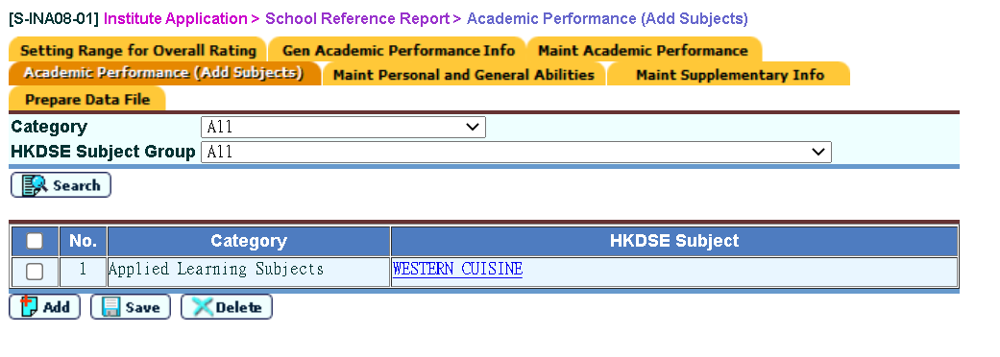 [S-INA08-01] Institute Application > School Reference Report > Academic Performance (Add Subjects)
Setting Range for Overall Rating Gen Academic Performance Info Maint Academic Performance
Academic Performance (Add Subjects) Maint Personal and General Abilities Maint Supplementary Info
Prepare Data File
Category All
HKDSE Subject Group All
Search
No. Category HKDSE Subject
1 Applied Learning Subjects WESTERN CUISINE
Add Save Delete